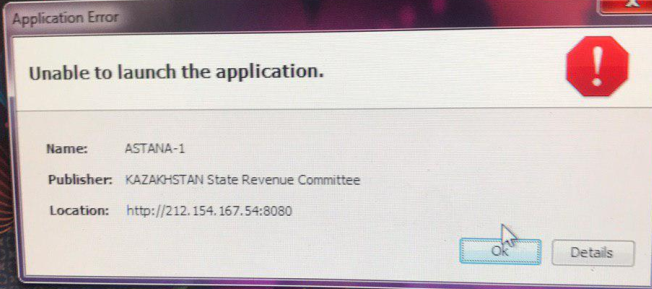 Application Error
Unable to launch the application.
Name: ASTANA-1
Publisher: KAZAKHSTAN State Revenue Committee
Location: http://212.154.167.54:8080
Ok Details